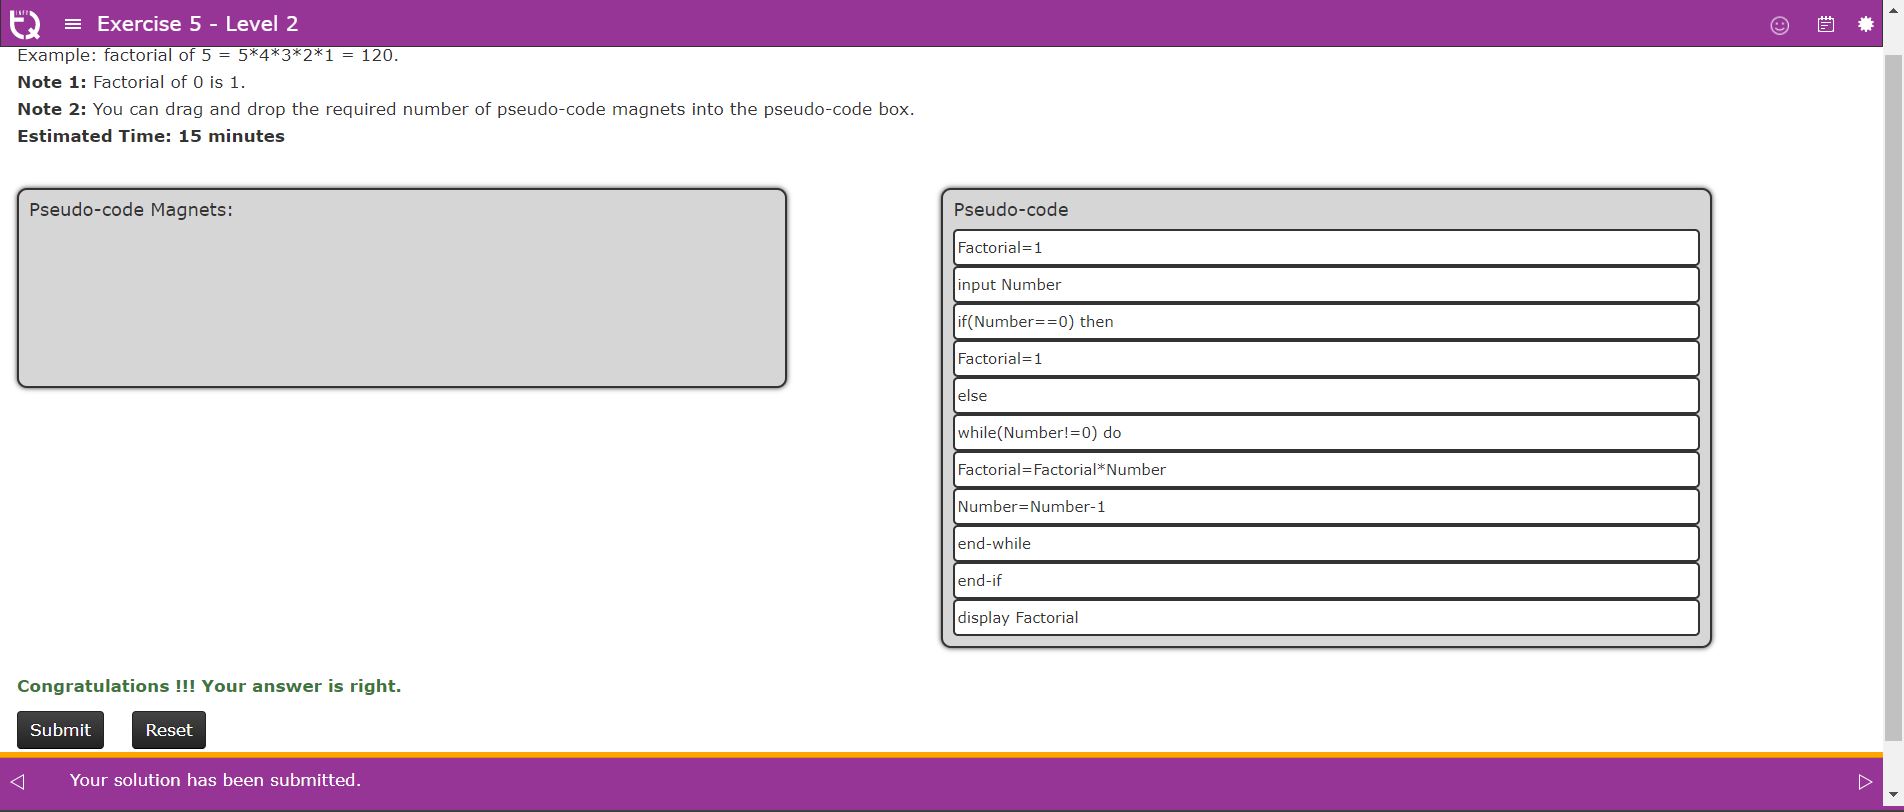 INFY
TQ
Exercise 5 - Level 2
Example: factorial of 5 = 5*4*3*2*1 = 120.
Note 1: Factorial of 0 is 1.
Note 2: You can drag and drop the required number of pseudo-code magnets into the pseudo-code box.
Estimated Time: 15 minutes
Pseudo-code Magnets:
Pseudo-code
Factorial=1
input Number
if(Number==0) then
Factorial=1
else
while(Number!=0) do
Factorial=Factorial*Number
Number=Number-1
end-while
end-if
display Factorial
Congratulations !!! Your answer is right.
Submit Reset
Your solution has been submitted.